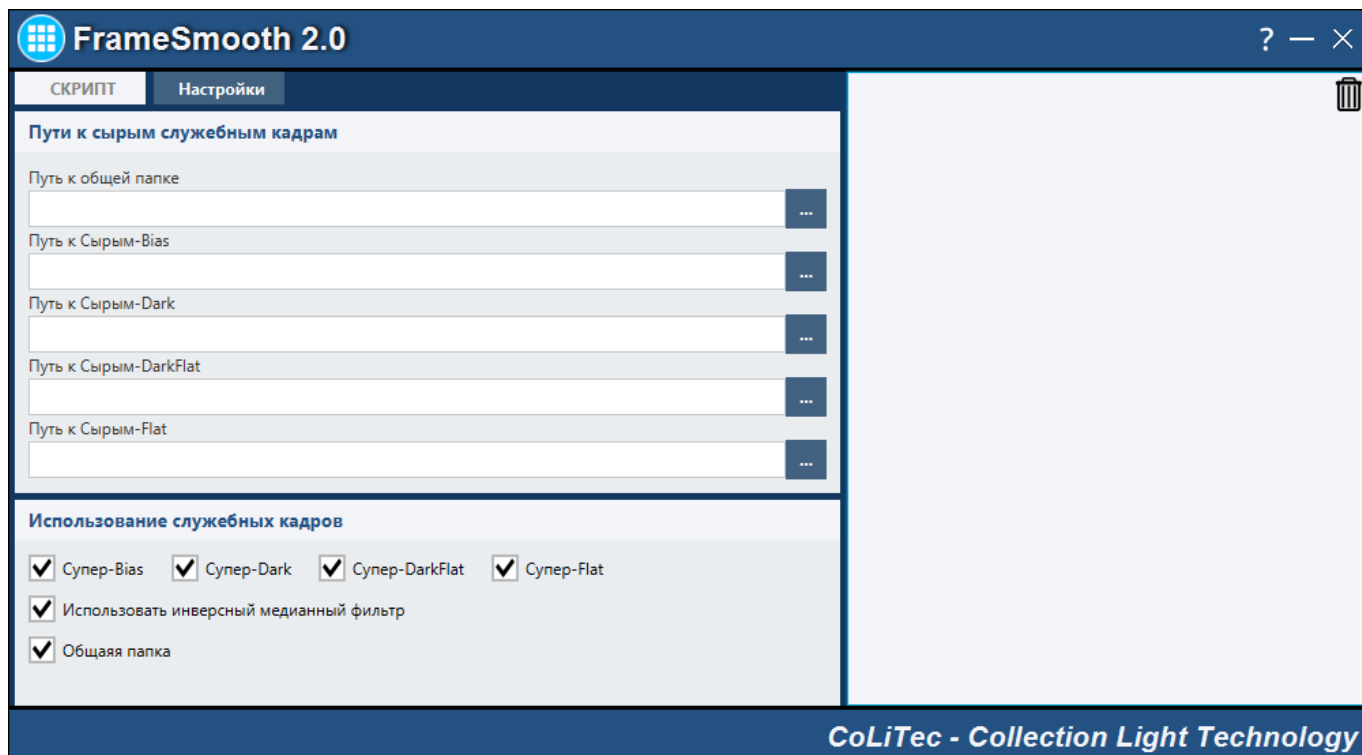 FrameSmooth 2.0
?
СКРИПТ Настройки
Пути к сырым служебным кадрам
Путь к общей папке
...
Путь к Сырым-Bias
...
Путь к Сырым-Dark
...
Путь к Сырым-DarkFlat
...
Путь к Сырым-Flat
...
Использование служебных кадров
Супер-Bias Супер-Dark Супер-DarkFlat Супер-Flat
Использовать инверсный медианный фильтр
Общаяя папка
CoLiTec - Collection Light Technology